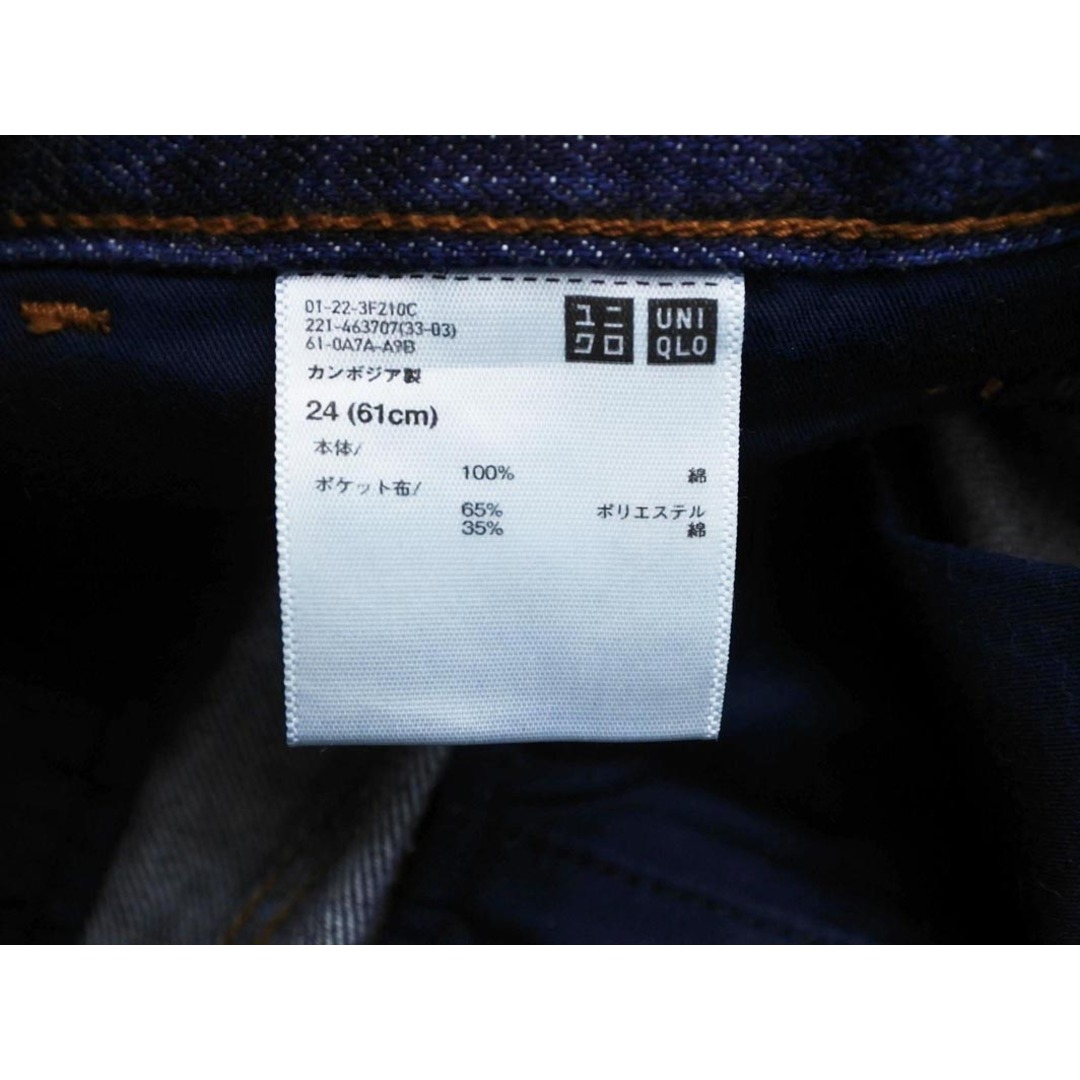 01-22-3F210C
221-463707(33-03)
61-0A7A-A9B
ユニ
クロ
UNI
QLO
カンボジア製
24 (61cm)
本体/
100% 綿
ポケット布/
65% ポリエステル
35% 綿